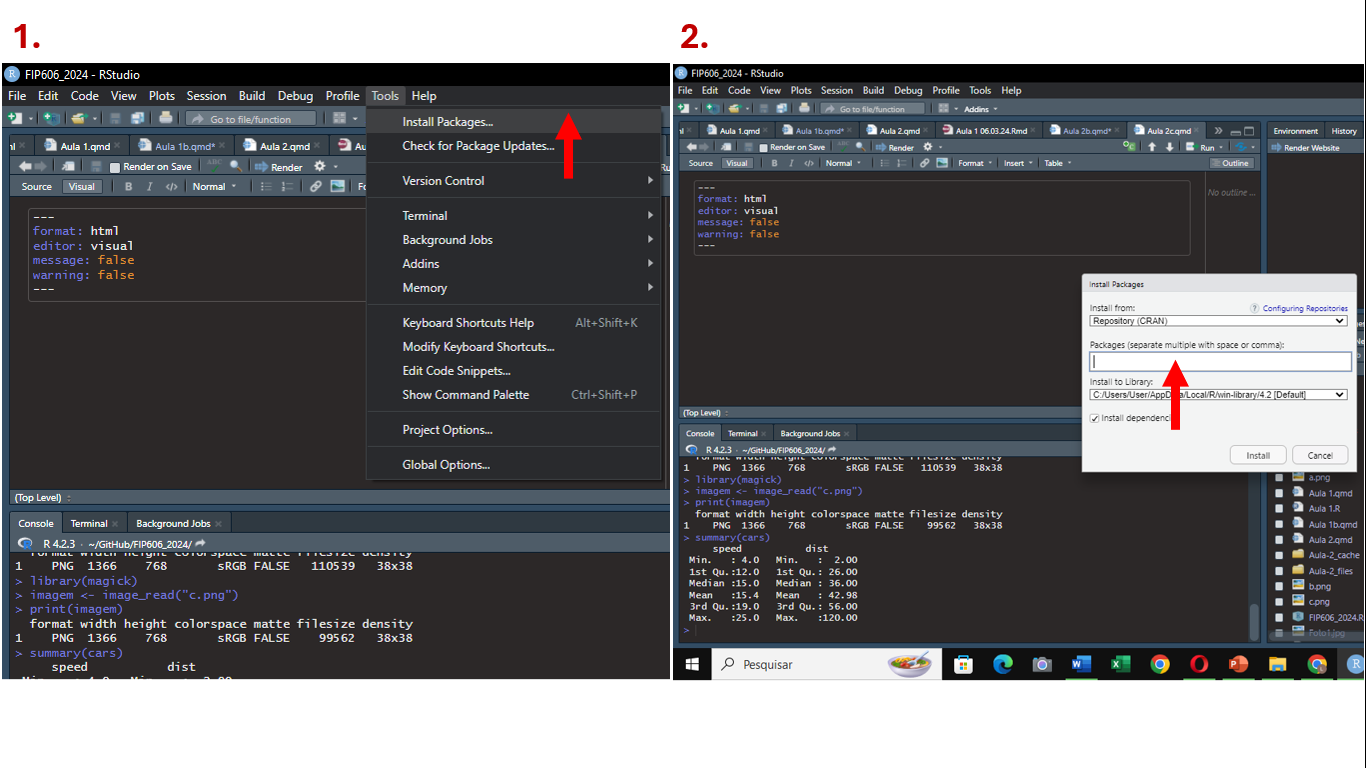 1.
FIP606_2024 - RStudio
File Edit Code View Plots Session Build Debug Profile Tools Help
Go to file/function
Aula 1.qmd Aula 1b.qmd* Aula 2.qmd Au
Render on Save ABC Render Ru
Source Visual B I </> Normal
---
format: html
editor: visual
message: false
warning: false
---
Install Packages...
Check for Package Updates...
Version Control
Terminal
Background Jobs
Addins
Memory
Keyboard Shortcuts Help Alt+Shift+K
Modify Keyboard Shortcuts...
Edit Code Snippets...
Show Command Palette Ctrl+Shift+P
Project Options...
Global Options...
(Top Level)
Console Terminal Background Jobs
R 4.2.3 · ~/GitHub/FIP606_2024/
format width height colorspace matte filesize density
1 PNG 1366 768 sRGB FALSE 110539 38x38
> library(magick)
> imagem <- image_read("c.png")
> print(imagem)
format width height colorspace matte filesize density
1 PNG 1366 768 sRGB FALSE 99562 38x38
> summary(cars)
speed dist
2.
FIP606_2024 - RStudio
File Edit Code View Plots Session Build Debug Profile Tools Help
Go to file/function Addins
Aula 1.qmd Aula 1b.qmd* Aula 2.qmd Aula 1 06.03.24.Rmd Aula 2b.qmd* Aula 2c.qmd
Environment History
Render on Save ABC Render Run
Render Website
Source Visual B I </> Normal Format Insert Table Outline
No outline ...
---
format: html
editor: visual
message: false
warning: false
---
Install Packages
Install from: ? Configuring Repositories
Repository (CRAN)
Packages (separate multiple with space or comma):
Install to Library:
C:/Users/User/AppData/Local/R/win-library/4.2 [Default]
Install dependenci
Install Cancel
(Top Level) :
Console Terminal Background Jobs
R 4.2.3 · ~/GitHub/FIP606_2024/
format width height colorspace matte filesize density
1 PNG 1366 768 sRGB FALSE 110539 38x38
> library(magick)
> imagem <- image_read("c.png")
> print(imagem)
format width height colorspace matte filesize density
1 PNG 1366 768 sRGB FALSE 99562 38x38
> summary(cars)
speed dist
Min. : 4.0 Min. : 2.00
1st Qu.:12.0 1st Qu.: 26.00
Median :15.0 Median : 36.00
Mean :15.4 Mean : 42.98
3rd Qu.:19.0 3rd Qu.: 56.00
Max. :25.0 Max. :120.00
>
a.png
Aula 1.qmd
Aula 1.R
Aula 1b.qmd
Aula 2.qmd
Aula-2_cache
Aula-2_files
b.png
c.png
FIP606_2024.R
Foto1.jpg
Pesquisar